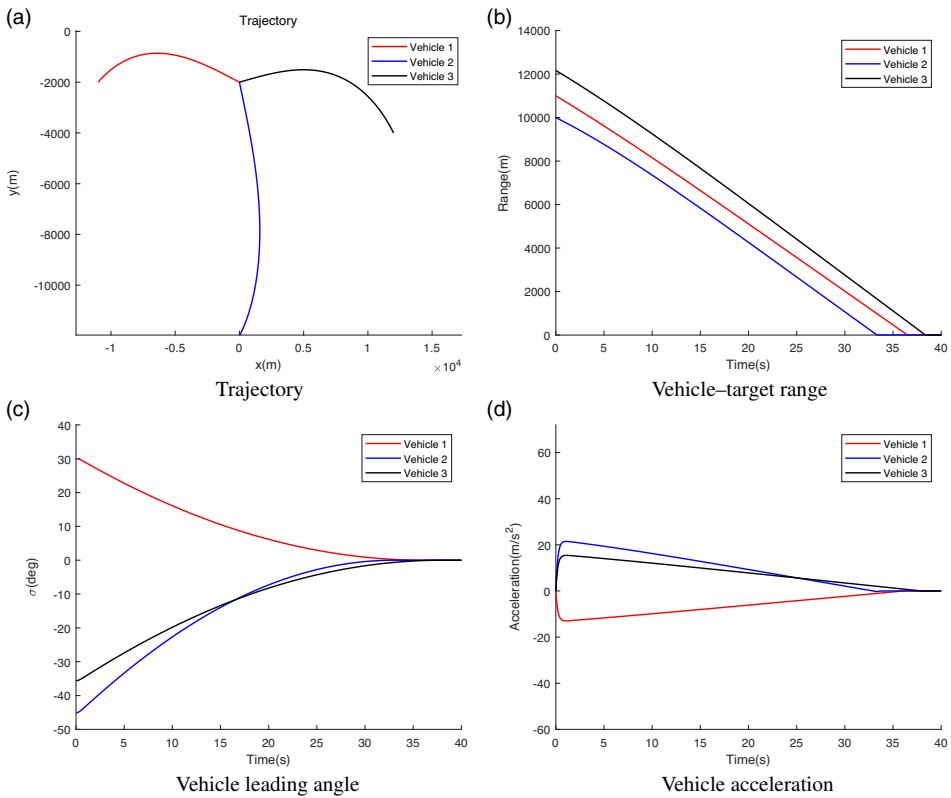 (a)
Trajectory
0
-2000
-4000
-6000
-8000
-10000
y(m)
Vehicle 1
Vehicle 2
Vehicle 3
-1
-0.5
0
0.5
1
1.5
x(m)
× 10⁴
Trajectory
(b)
14000
12000
10000
8000
6000
4000
2000
0
Range(m)
Vehicle 1
Vehicle 2
Vehicle 3
0
5
10
15
20
25
30
35
40
Time(s)
Vehicle–target range
(c)
40
30
20
10
0
-10
-20
-30
-40
-50
σ(deg)
Vehicle 1
Vehicle 2
Vehicle 3
0
5
10
15
20
25
30
35
40
Time(s)
Vehicle leading angle
(d)
60
40
20
0
-20
-40
-60
Acceleration(m/s²)
Vehicle 1
Vehicle 2
Vehicle 3
0
5
10
15
20
25
30
35
40
Time(s)
Vehicle acceleration